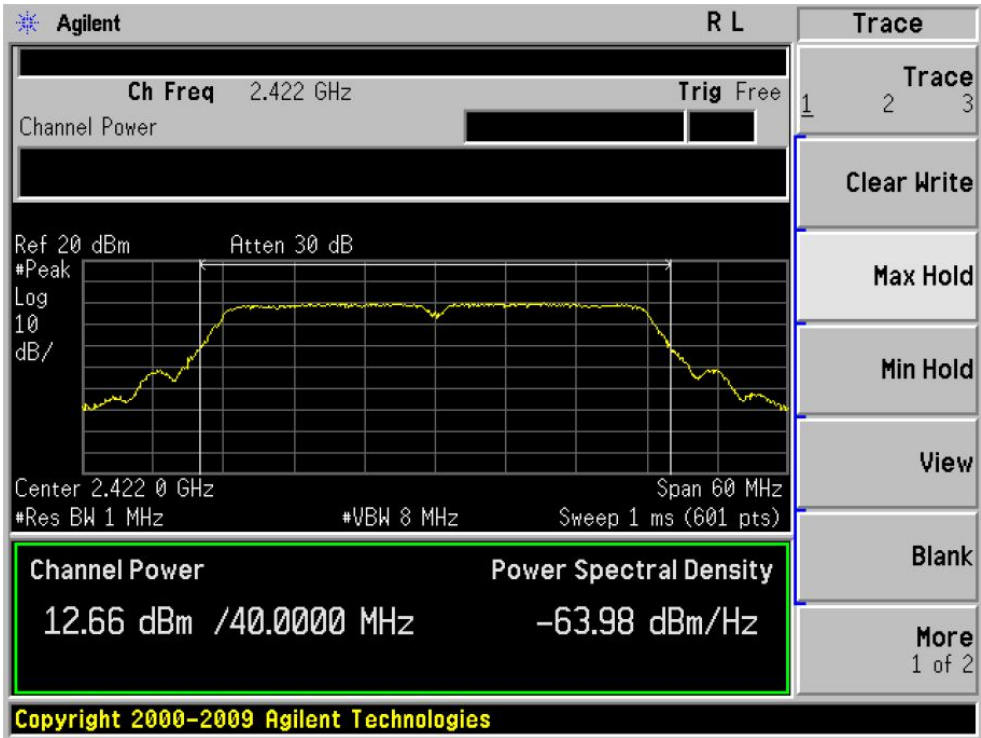 Agilent R L Trace
Ch Freq 2.422 GHz Trig Free
Channel Power
Trace
1 2 3
Clear Write
Ref 20 dBm Atten 30 dB
#Peak
Log
10
dB/
Max Hold
Min Hold
View
Center 2.422 0 GHz Span 60 MHz
#Res BW 1 MHz #VBW 8 MHz Sweep 1 ms (601 pts)
Blank
Channel Power Power Spectral Density
12.66 dBm /40.0000 MHz -63.98 dBm/Hz
More
1 of 2
Copyright 2000-2009 Agilent Technologies